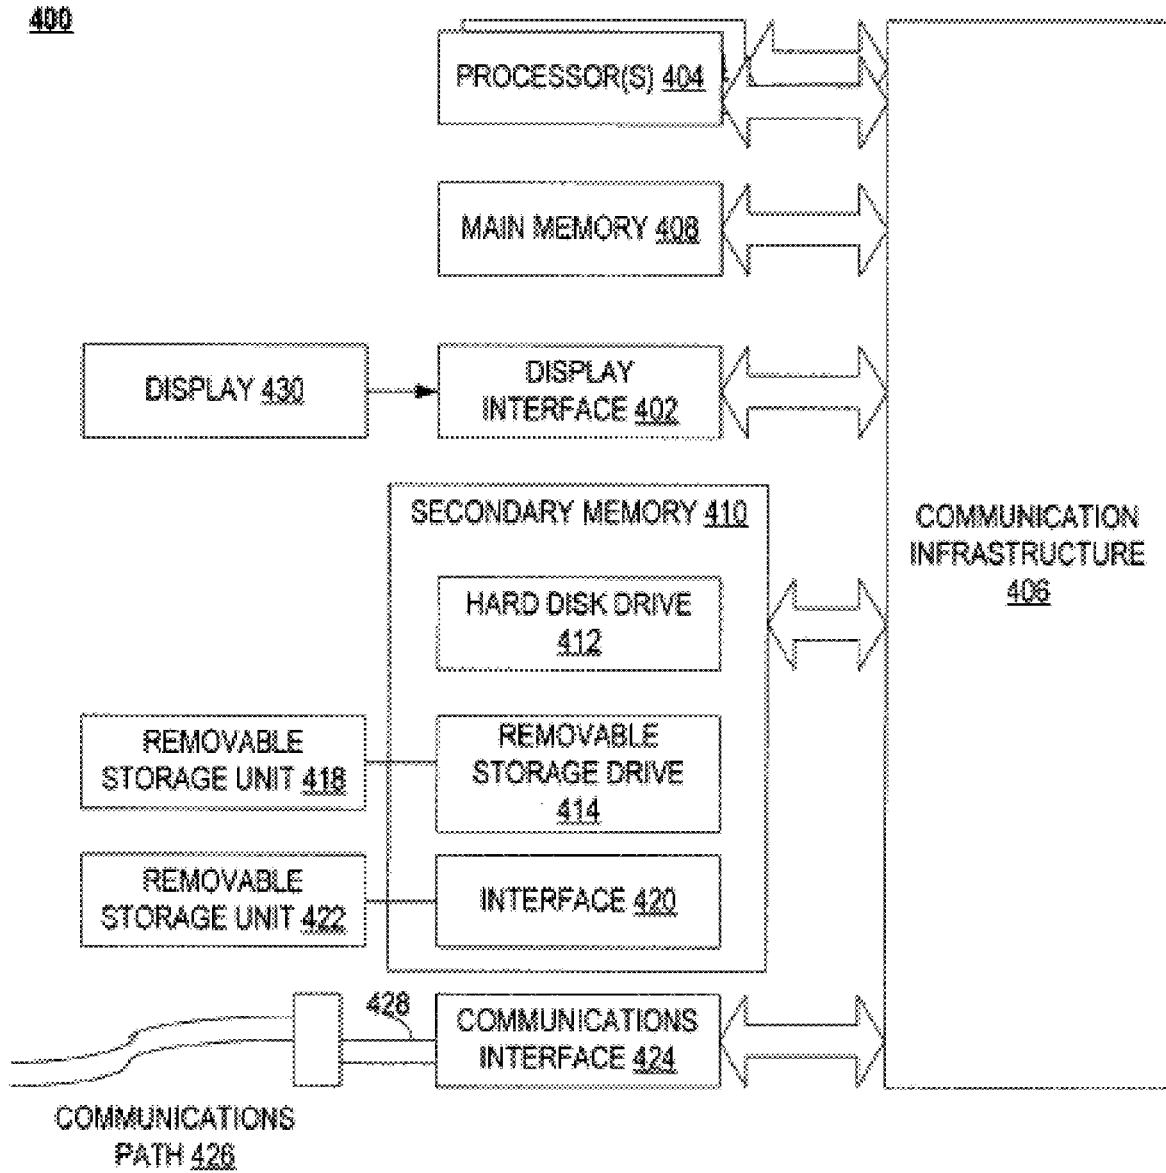 400
PROCESSOR(S) 404
MAIN MEMORY 408
DISPLAY 430
DISPLAY
INTERFACE 402
SECONDARY MEMORY 410
HARD DISK DRIVE
412
COMMUNICATION
INFRASTRUCTURE
406
REMOVABLE
STORAGE UNIT 418
REMOVABLE
STORAGE DRIVE
414
REMOVABLE
STORAGE UNIT 422
INTERFACE 420
428
COMMUNICATIONS
INTERFACE 424
COMMUNICATIONS
PATH 426